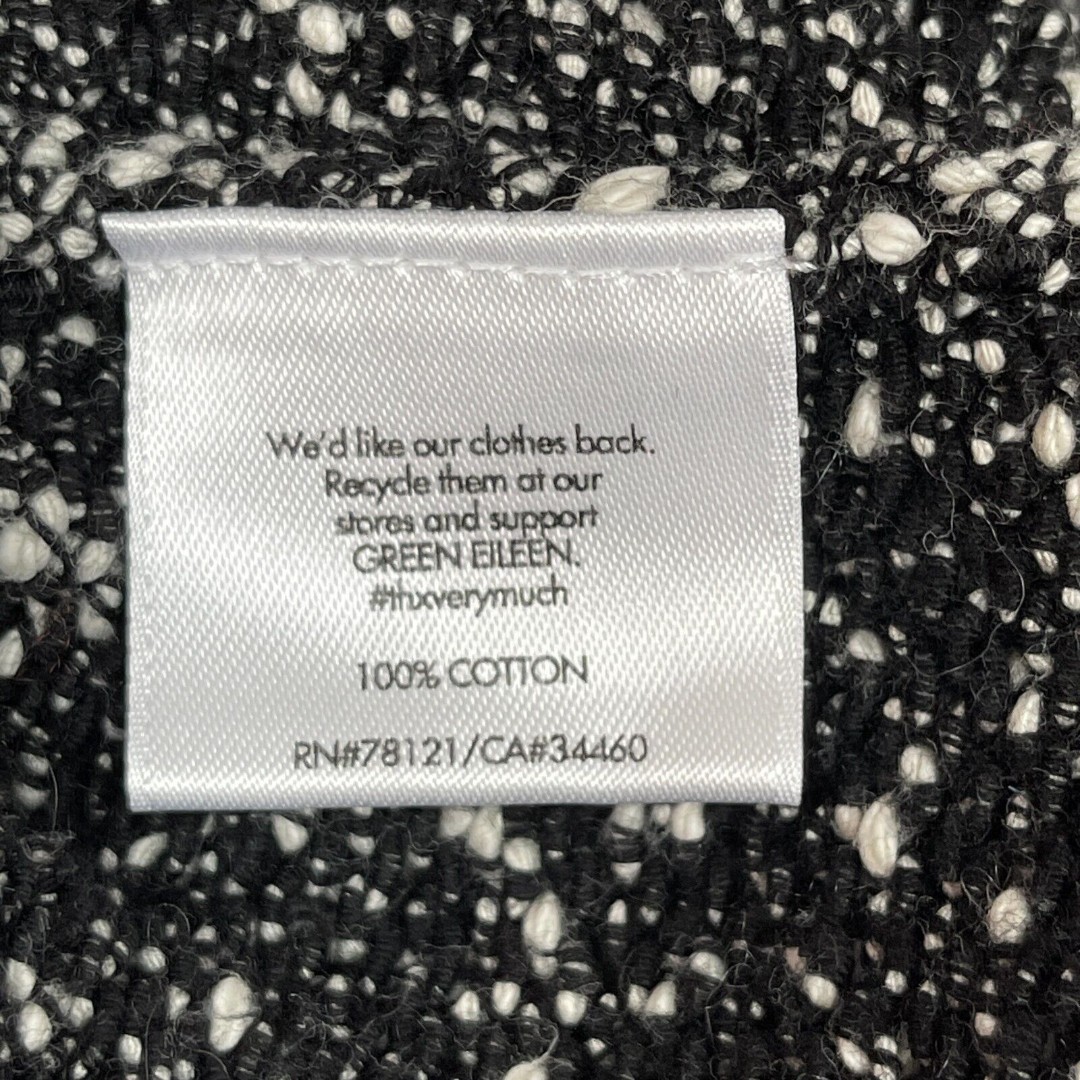 We'd like our clothes back.
Recycle them at our
stores and support
GREEN EILEEN.
#thxverymuch
100% COTTON
RN#78121/CA#34460